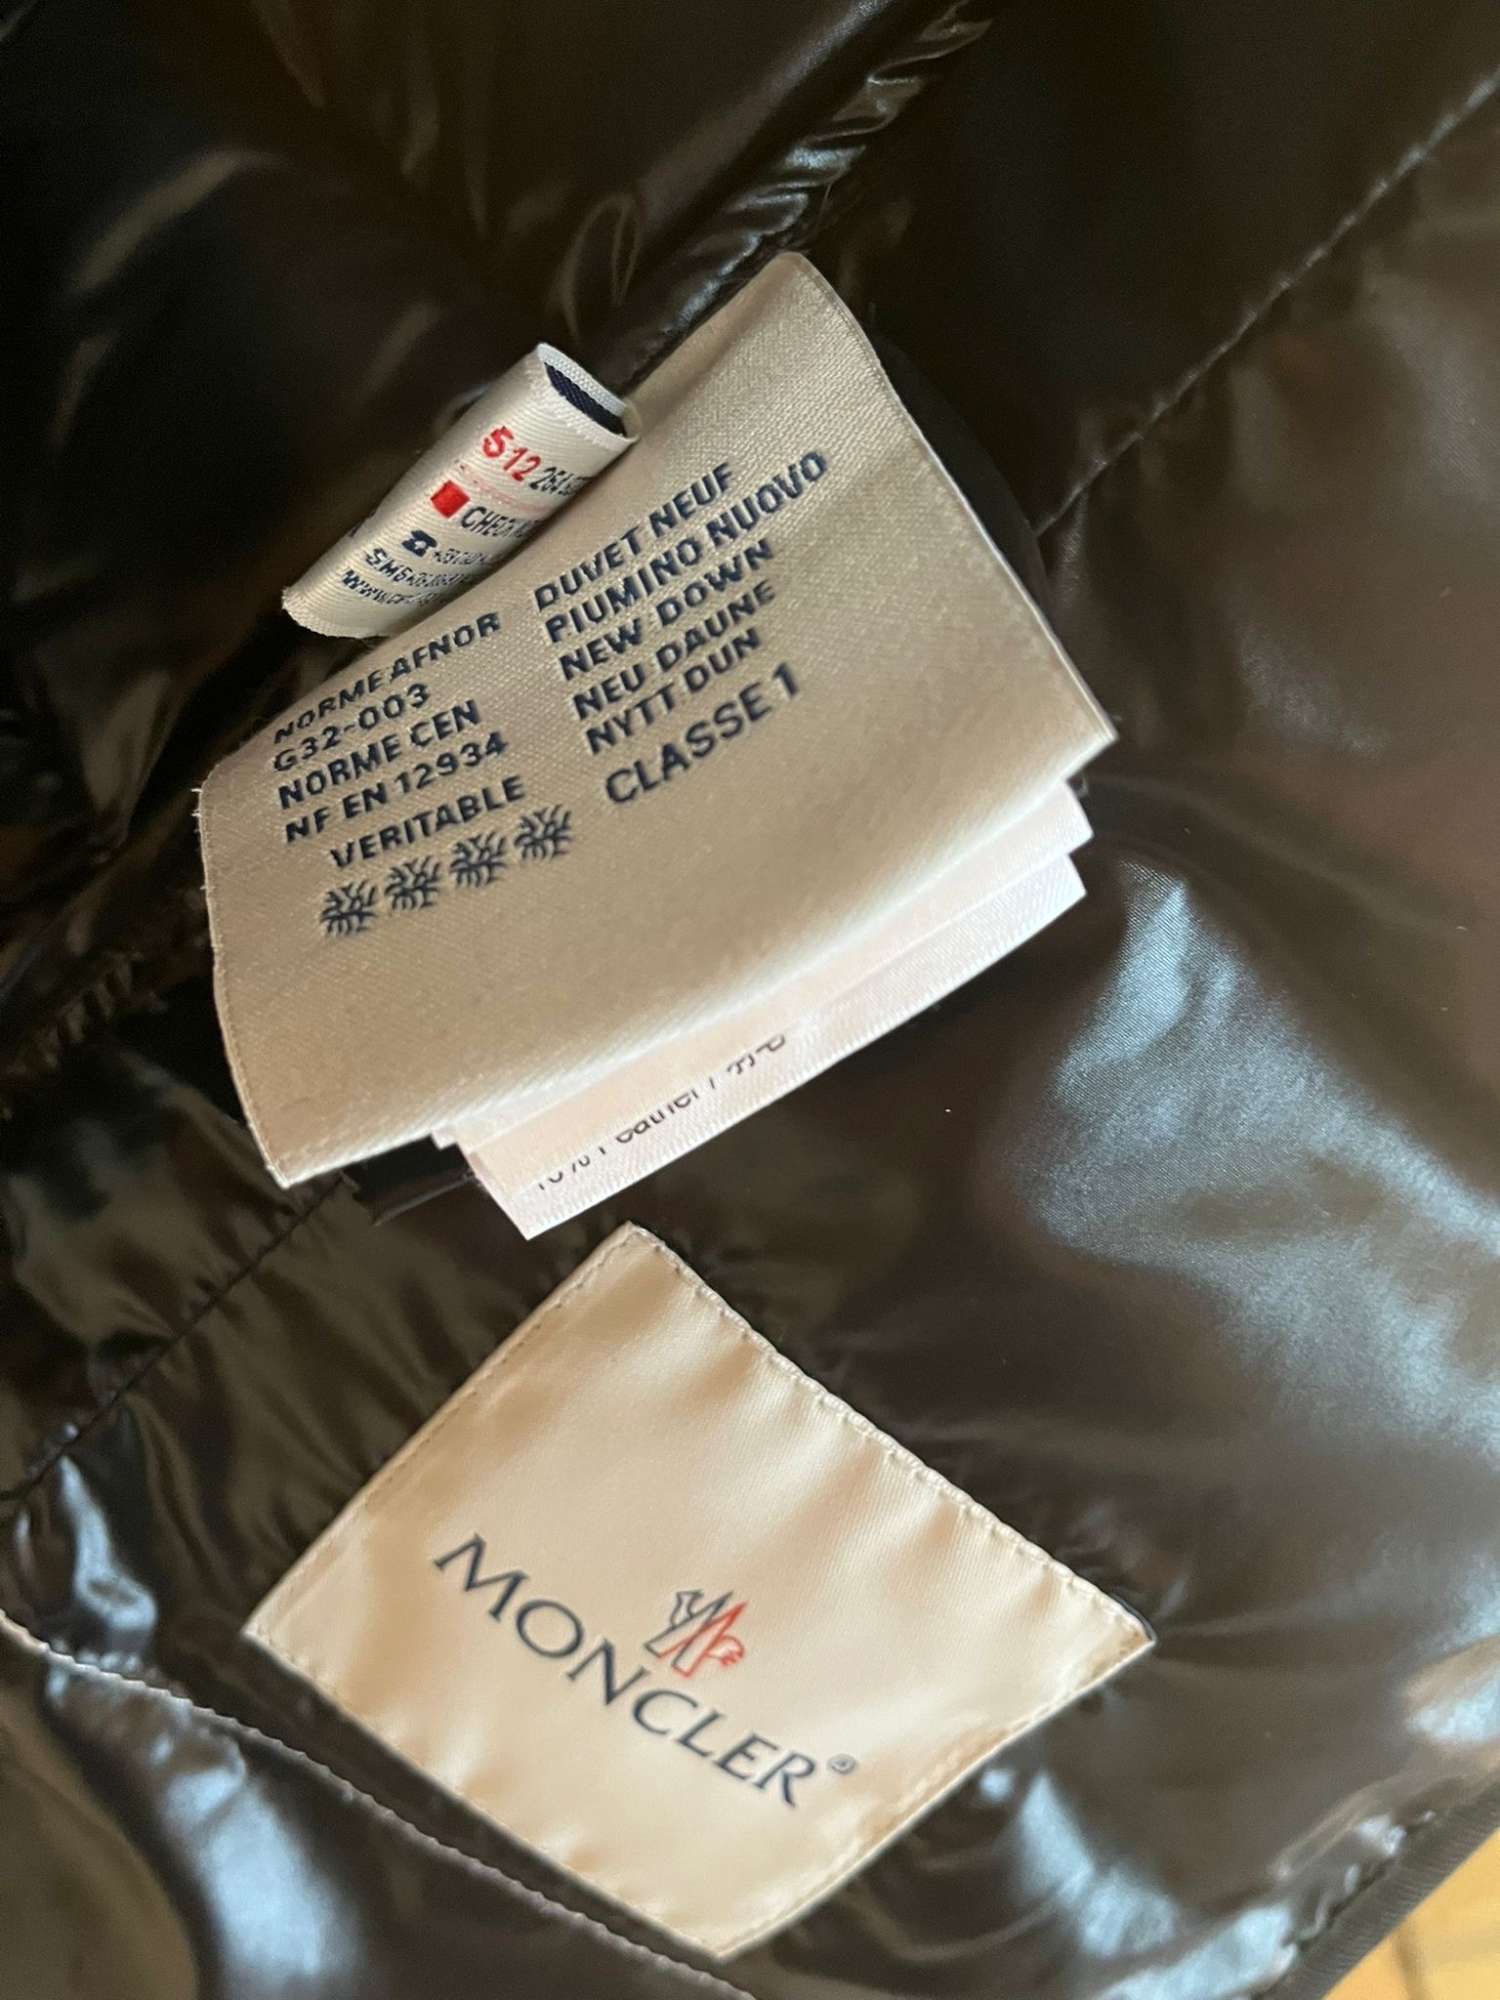 512
NORME AFNOR
G32-003
NORME CEN
NF EN 12934
VERITABLE
DUVET NEUF
PIUMINO NUOVO
NEW DOWN
NEU DAUNE
NYTT DUN
CLASSE 1
MONCLER®